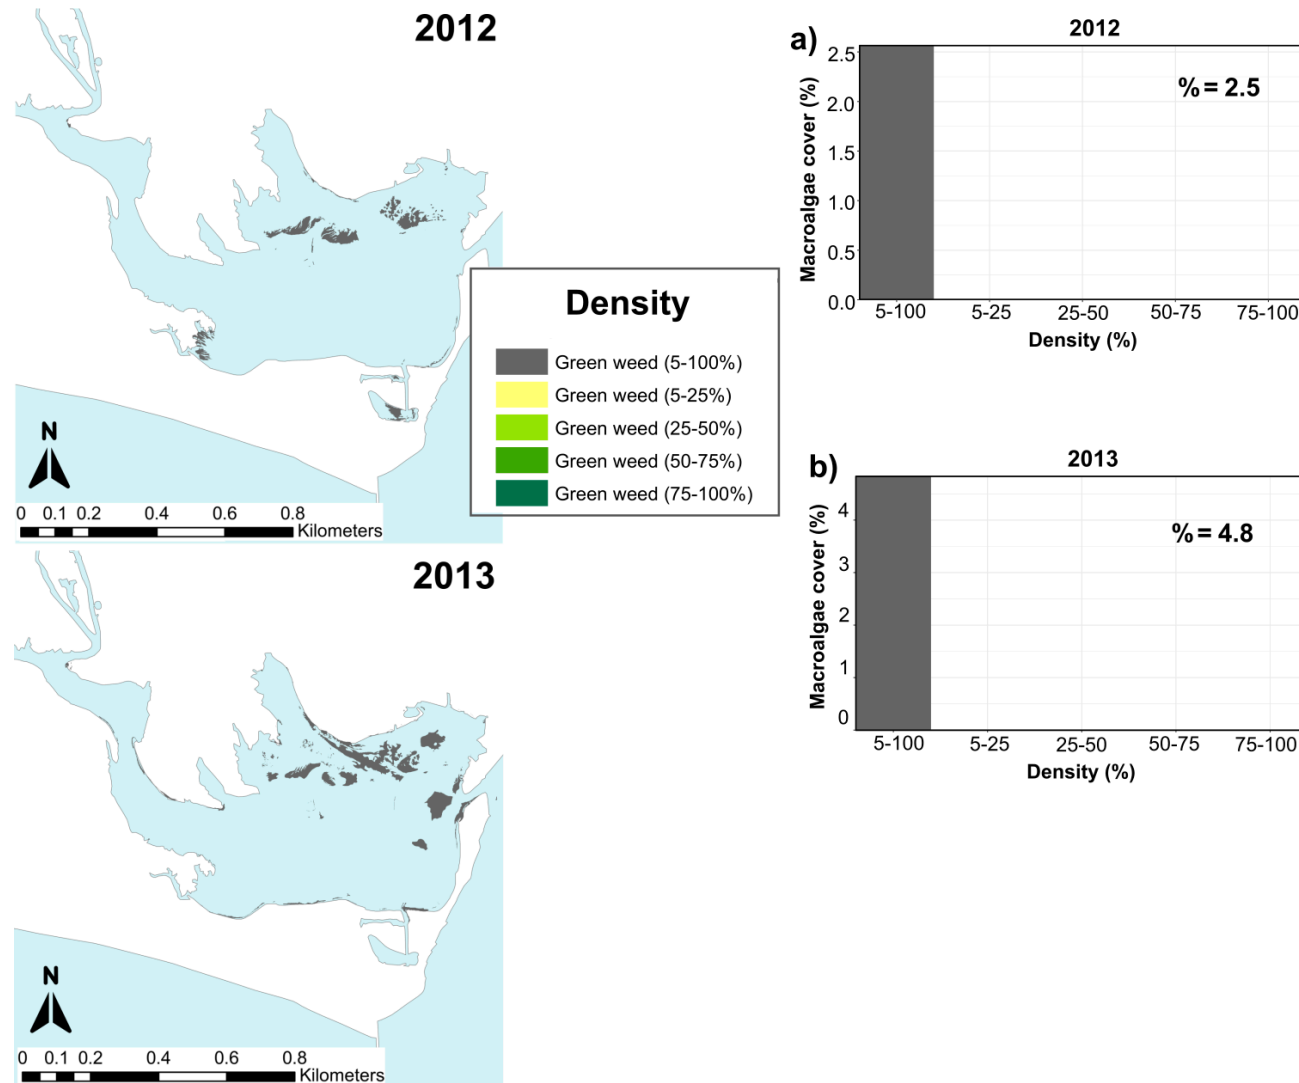 2012
N
0 0.1 0.2 0.4 0.6 0.8
Kilometers
Density
Green weed (5-100%)
Green weed (5-25%)
Green weed (25-50%)
Green weed (50-75%)
Green weed (75-100%)
a)
2012
% = 2.5
Macroalgae cover (%)
2.5
2.0
1.5
1.0
0.5
0.0
5-100 5-25 25-50 50-75 75-100
Density (%)
2013
N
0 0.1 0.2 0.4 0.6 0.8
Kilometers
b)
2013
% = 4.8
Macroalgae cover (%)
4
3
2
1
0
5-100 5-25 25-50 50-75 75-100
Density (%)